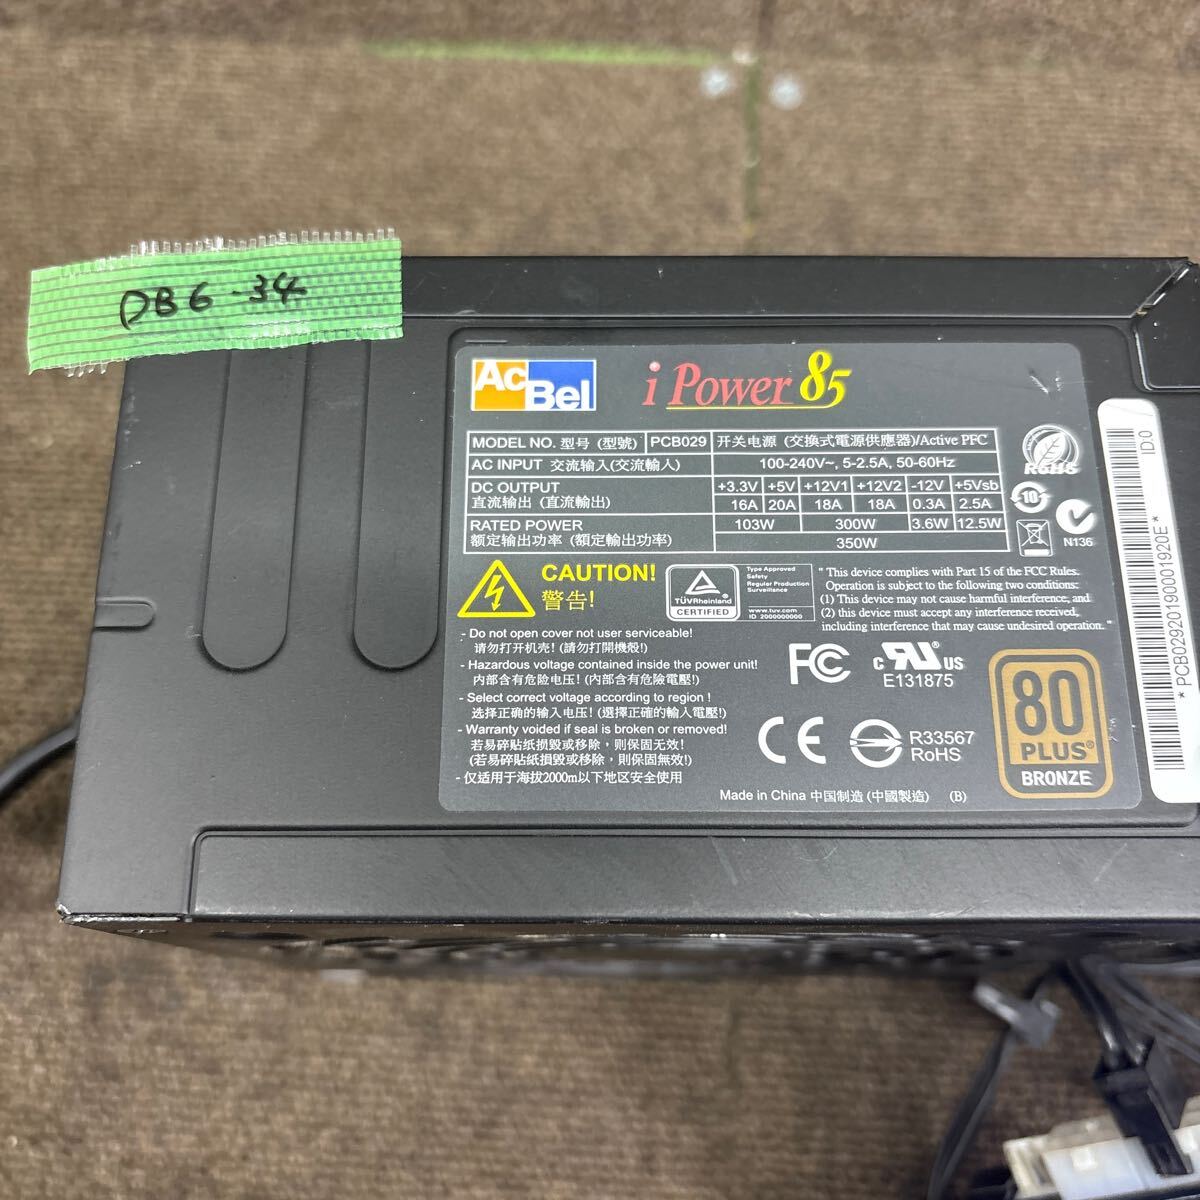 DB6-34
AcBel
i Power 85
MODEL NO. 型号 (型號) PCB029 开关电源 (交換式電源供應器)/Active PFC
AC INPUT 交流输入(交流輸入) 100-240V~, 5-2.5A, 50-60Hz
DC OUTPUT +3.3V +5V +12V1 +12V2 -12V +5Vsb
直流输出 (直流輸出) 16A 20A 18A 18A 0.3A 2.5A
RATED POWER 103W 300W 3.6W 12.5W
额定输出功率 (額定輸出功率) 350W
RoHS
10
N136
CAUTION!
警告!
TÜVRheinland
CERTIFIED
Type Approved
Safety
Regular Production
Surveillance
www.tuv.com
ID 2000000000
" This device complies with Part 15 of the FCC Rules.
Operation is subject to the following two conditions:
(1) This device may not cause harmful interference, and
(2) this device must accept any interference received,
including interference that may cause undesired operation. "
- Do not open cover not user serviceable!
请勿打开机壳! (請勿打開機殼!)
- Hazardous voltage contained inside the power unit!
内部含有危险电压! (內部含有危險電壓!)
- Select correct voltage according to region !
选择正确的输入电压! (選擇正確的輸入電壓!)
- Warranty voided if seal is broken or removed!
若易碎贴纸损毁或移除，则保固无效!
(若易碎貼紙損毀或移除，則保固無效!)
- 仅适用于海拔2000m以下地区安全使用
FC
c UR US
E131875
CE
R33567
RoHS
80
PLUS®
BRONZE
Made in China 中国制造 (中國製造) (B)
ID:0
* PCB0292019000192​0E *